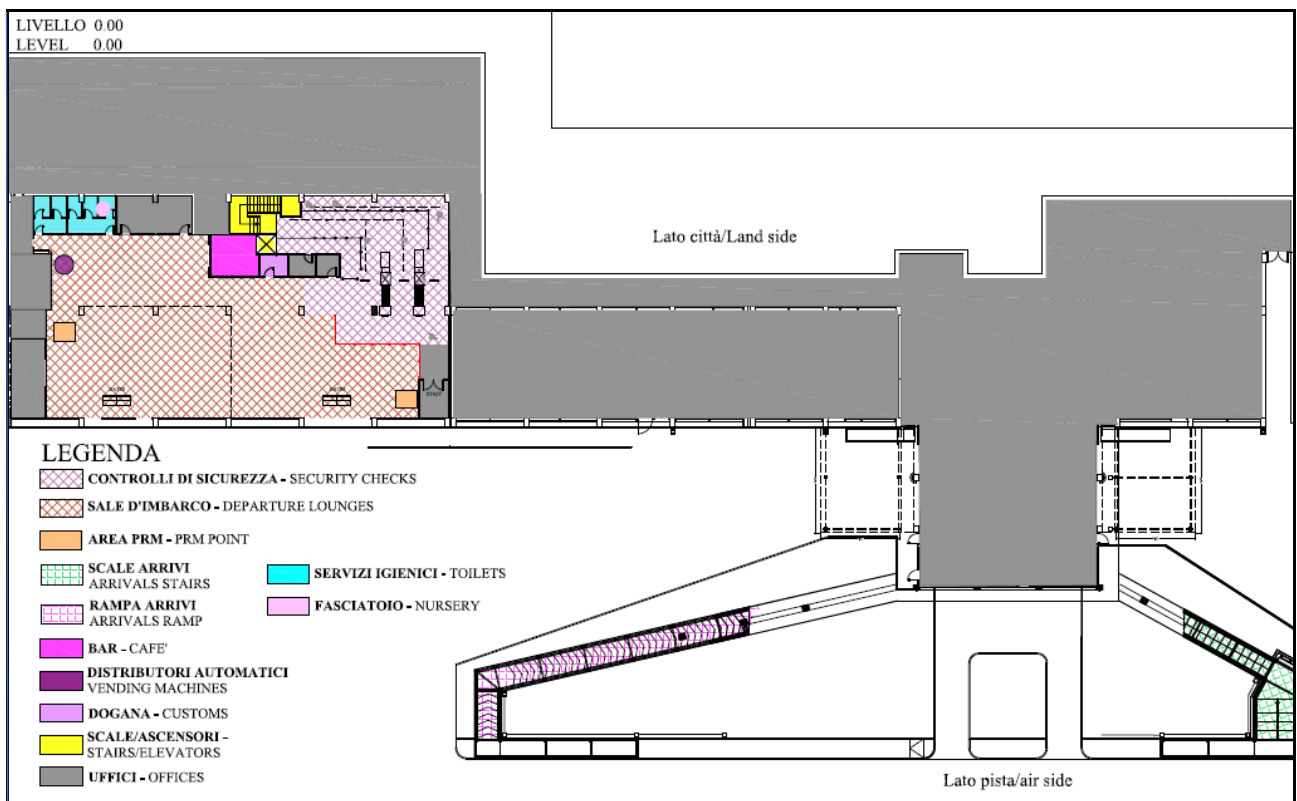 LIVELLO 0.00
LEVEL 0.00
Lato città/Land side
LEGENDA
CONTROLLI DI SICUREZZA - SECURITY CHECKS
SALE D'IMBARCO - DEPARTURE LOUNGES
AREA PRM - PRM POINT
SCALE ARRIVI
ARRIVALS STAIRS
RAMPA ARRIVI
ARRIVALS RAMP
BAR - CAFE'
DISTRIBUTORI AUTOMATICI
VENDING MACHINES
DOGANA - CUSTOMS
SCALE/ASCENSORI -
STAIRS/ELEVATORS
UFFICI - OFFICES
SERVIZI IGIENICI - TOILETS
FASCIATOIO - NURSERY
Lato pista/air side